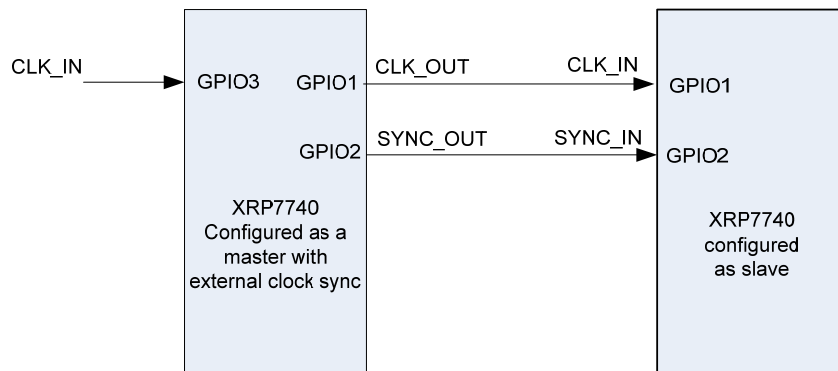 CLK_IN
GPIO3
GPIO1
CLK_OUT
CLK_IN
GPIO1
GPIO2
SYNC_OUT
SYNC_IN
GPIO2
XRP7740
Configured as a
master with
external clock sync
XRP7740
configured
as slave